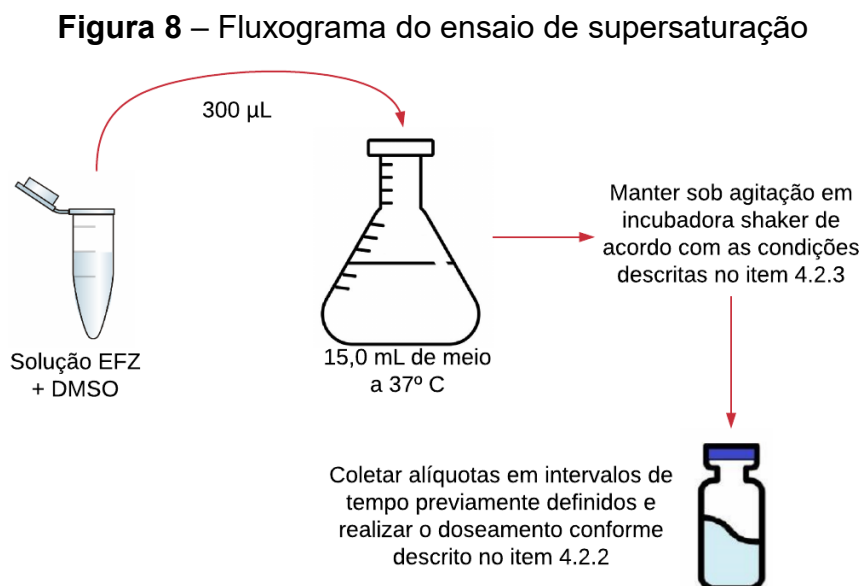 Figura 8 – Fluxograma do ensaio de supersaturação
300 µL
Solução EFZ
+ DMSO
15,0 mL de meio
a 37º C
Manter sob agitação em
incubadora shaker de
acordo com as condições
descritas no item 4.2.3
Coletar alíquotas em intervalos de
tempo previamente definidos e
realizar o doseamento conforme
descrito no item 4.2.2